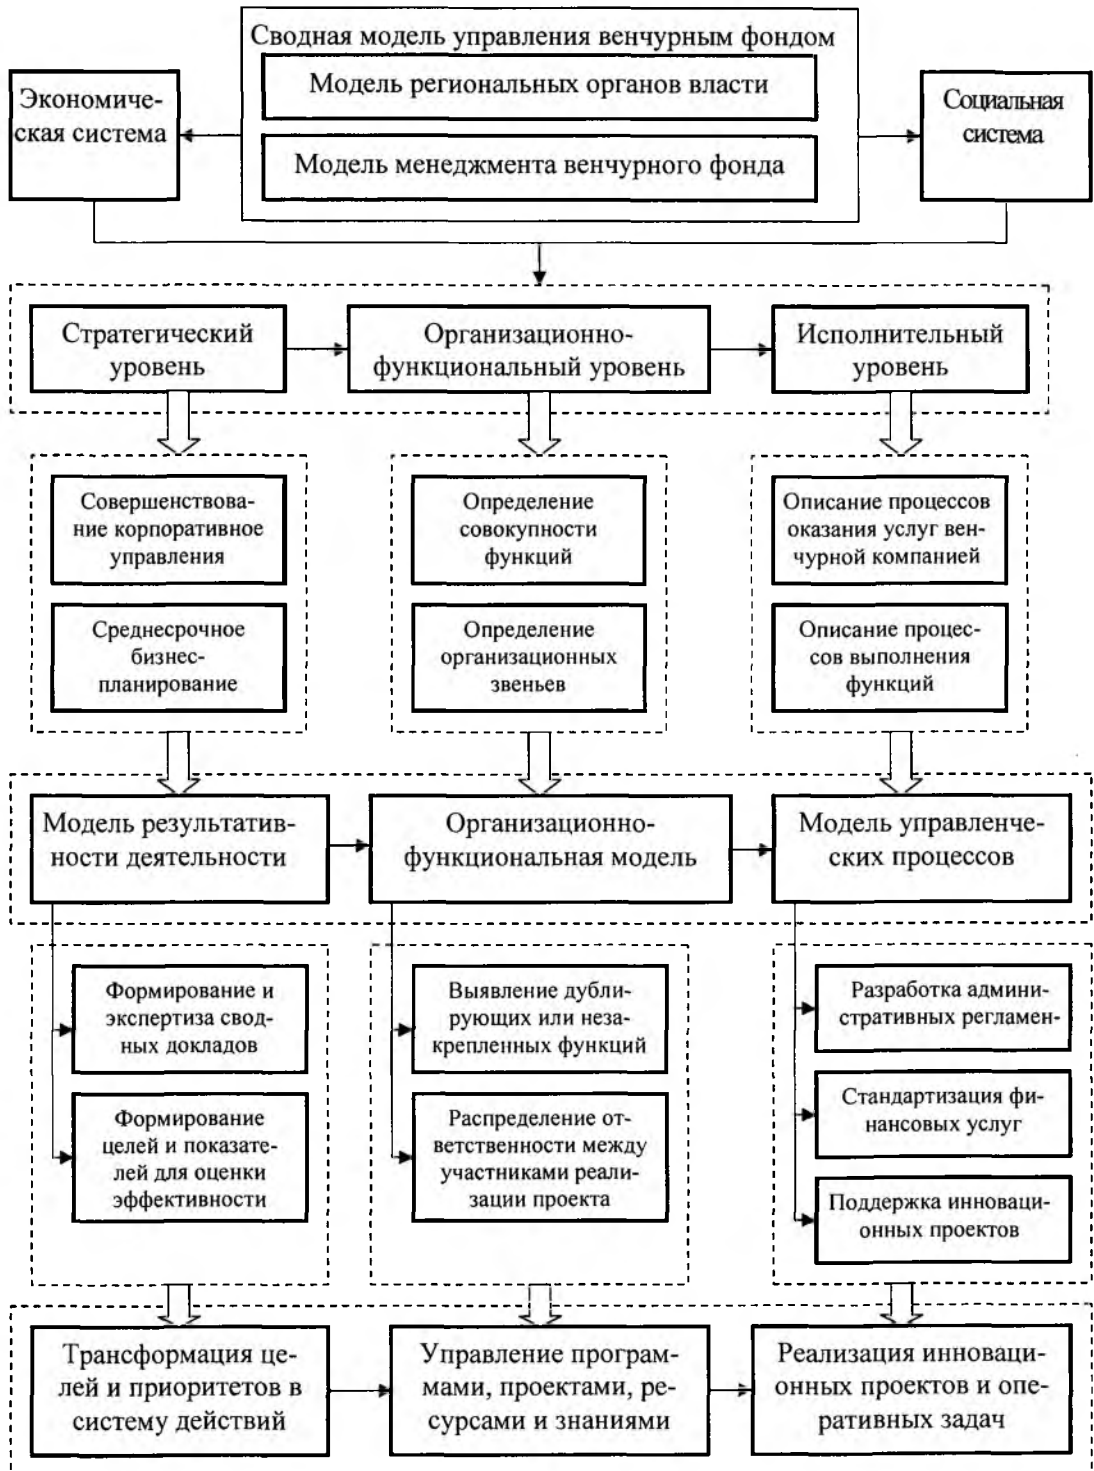 Сводная модель управления венчурным фондом
Модель региональных органов власти
Модель менеджмента венчурного фонда
Экономиче-
ская система
Социальная
система
Стратегический
уровень
Организационно-
функциональный уровень
Исполнительный
уровень
Совершенствова-
ние корпоративное
управления
Определение
совокупности
функций
Описание процессов
оказания услуг вен-
чурной компанией
Среднесрочное
бизнес-
планирование
Определение
организационных
звеньев
Описание процес-
сов выполнения
функций
Модель результатив-
ности деятельности
Организационно-
функциональная модель
Модель управленче-
ских процессов
Формирование и
экспертиза свод-
ных докладов
Формирование
целей и показате-
лей для оценки
эффективности
Выявление дубли-
рующих или неза-
крепленных функций
Распределение от-
ветственности между
участниками реали-
зации проекта
Разработка админи-
стративных регламен-
Стандартизация фи-
нансовых услуг
Поддержка инноваци-
онных проектов
Трансформация це-
лей и приоритетов в
систему действий
Управление програм-
мами, проектами, ре-
сурсами и знаниями
Реализация инноваци-
онных проектов и опе-
ративных задач